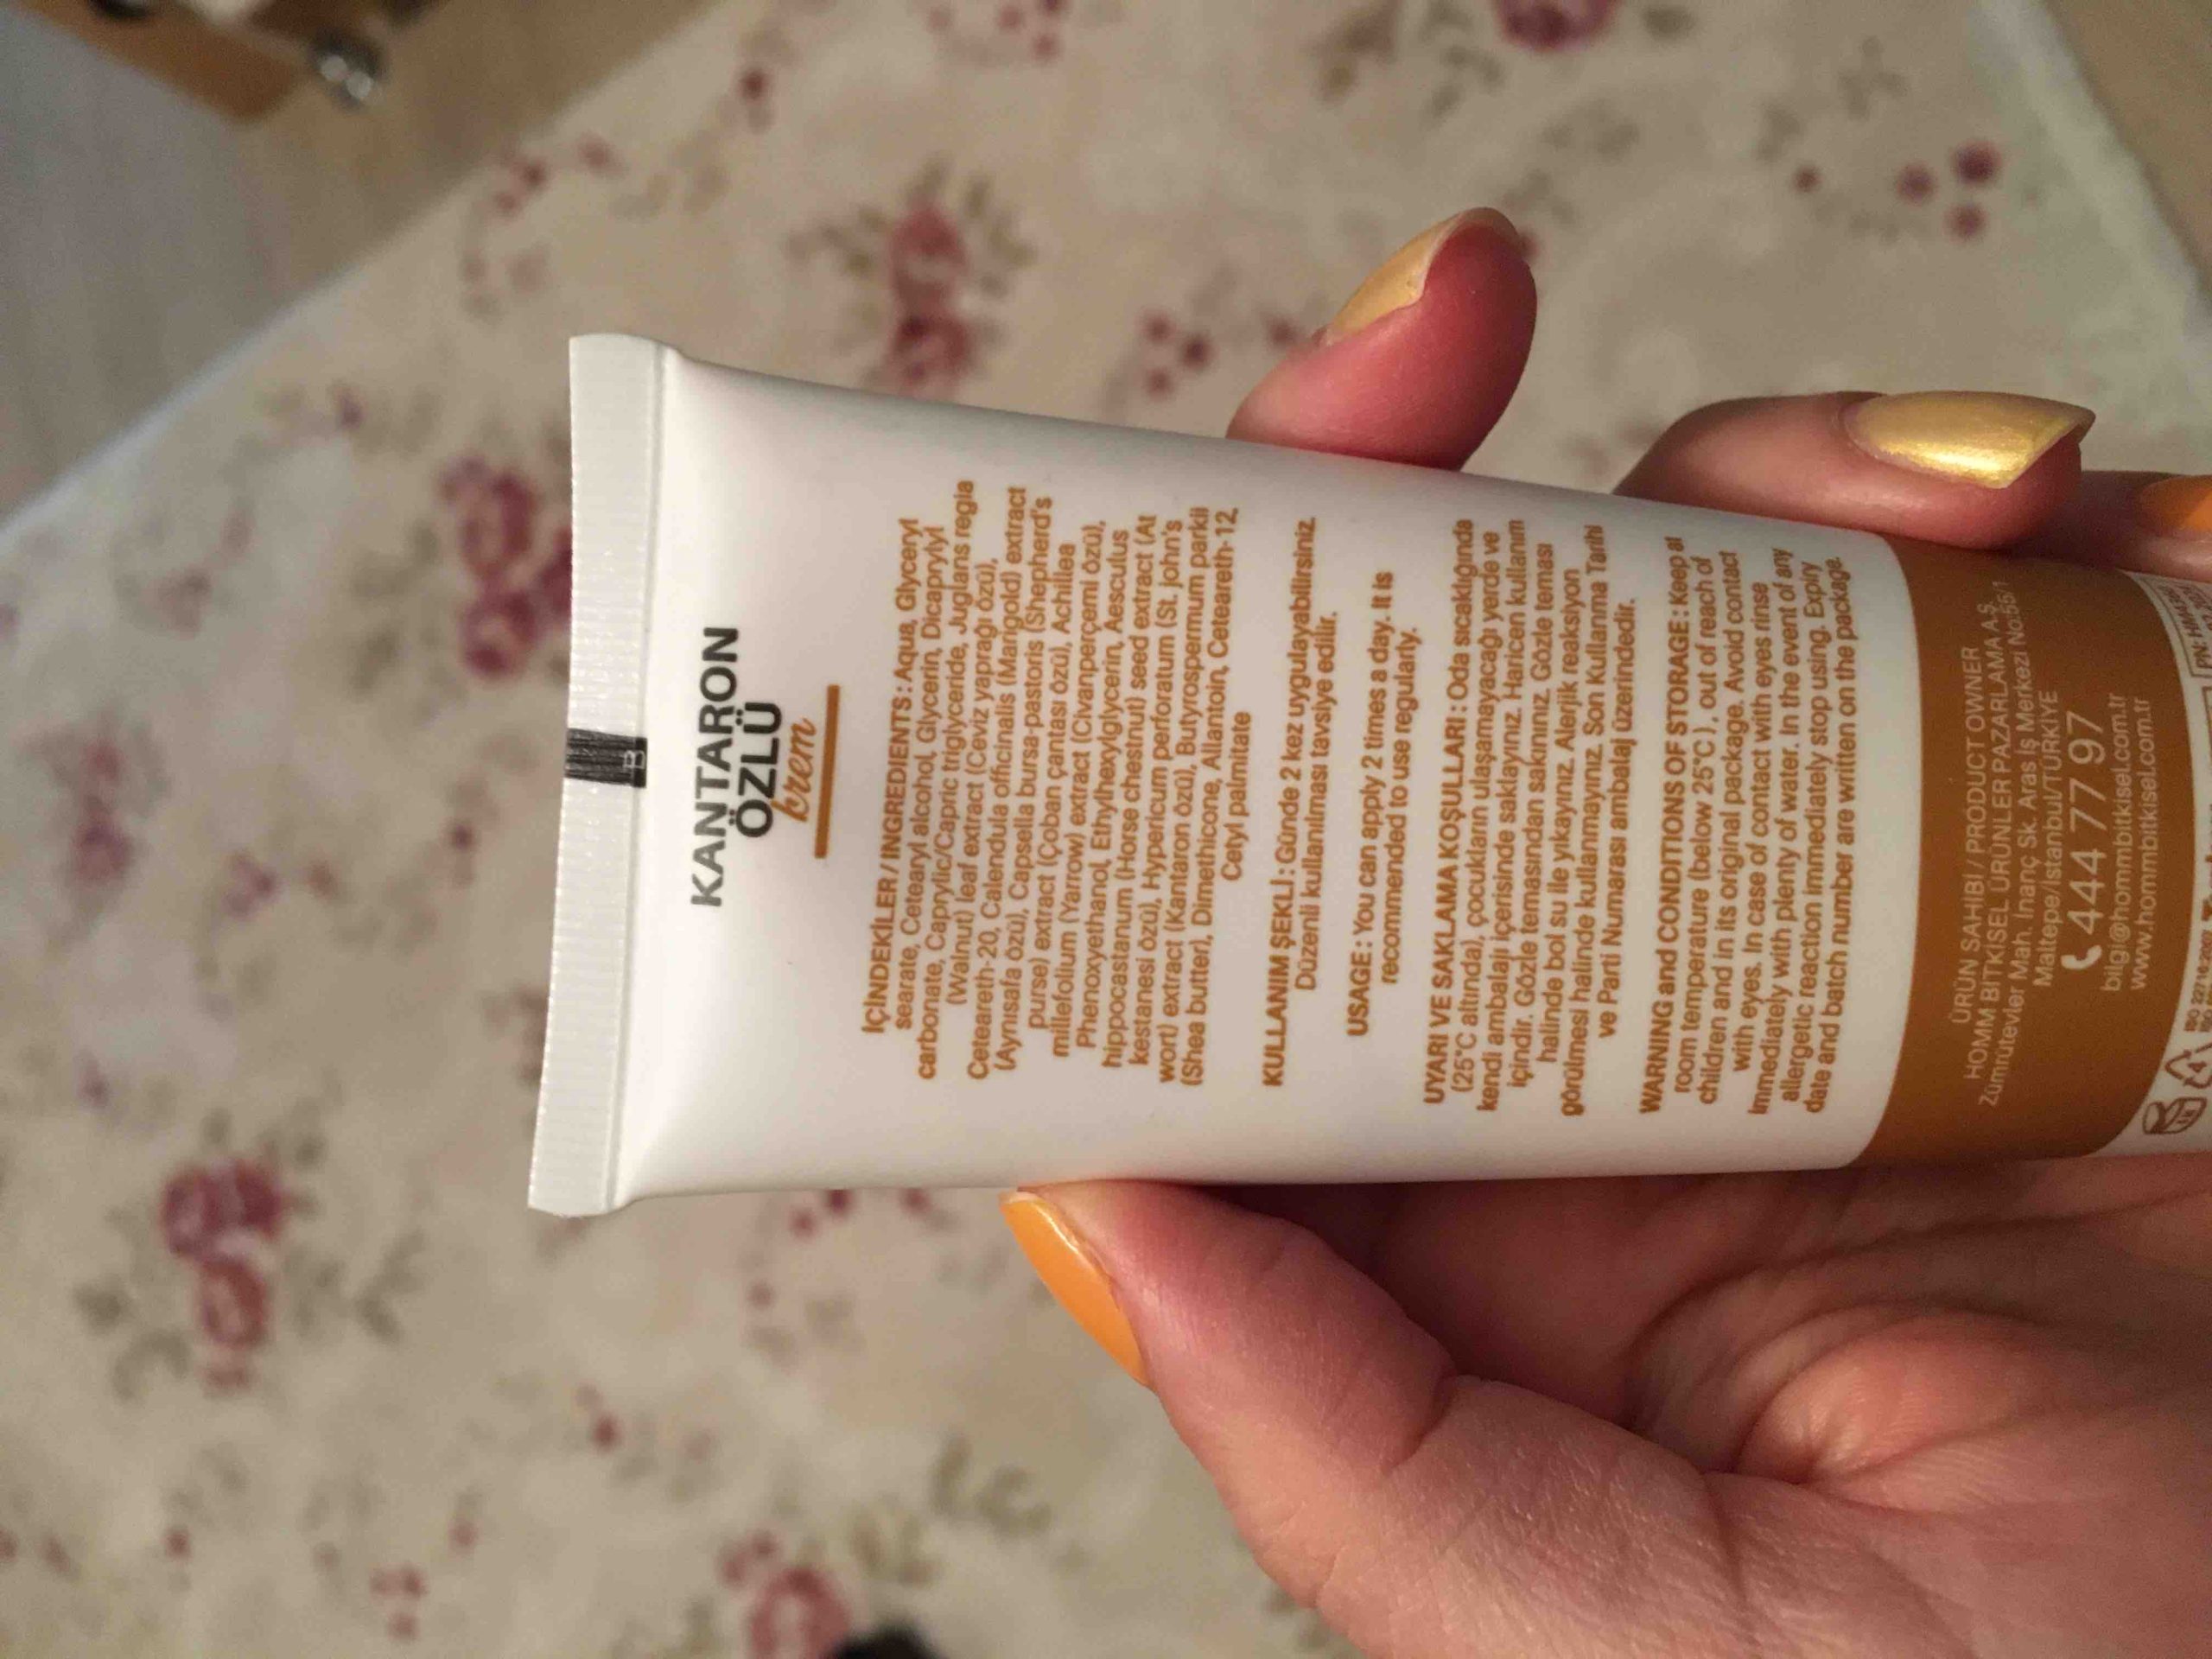 B
KANTARON
ÖZLÜ
krem
İÇİNDEKİLER / INGREDIENTS : Aqua, Glyceryl
searate, Cetearyl alcohol, Glycerin, Dicaprylyl
carbonate, Caprylic/Capric triglyceride, Juglans regia
(Walnut) leaf extract (Ceviz yaprağı özü),
Ceteareth-20, Calendula officinalis (Marigold) extract
(Aynısafa özü), Capsella bursa-pastoris (Shepherd's
purse) extract (Çoban çantası özü), Achillea
millefolium (Yarrow) extract (Civanperçemi özü),
Phenoxyethanol, Ethylhexylglycerin, Aesculus
hippocastanum (Horse chestnut) seed extract (At
kestanesi özü), Hypericum perforatum (St. John's
wort) extract (Kantaron özü), Butyrospermum parkii
(Shea butter), Dimethicone, Allantoin, Ceteareth-12,
Cetyl palmitate
KULLANIM ŞEKLİ : Günde 2 kez uygulayabilirsiniz.
Düzenli kullanılması tavsiye edilir.
USAGE : You can apply 2 times a day. It is
recommended to use regularly.
UYARI VE SAKLAMA KOŞULLARI : Oda sıcaklığında
(25°C altında), çocukların ulaşamayacağı yerde ve
kendi ambalajı içerisinde saklayınız. Haricen kullanım
içindir. Gözle temasından sakınınız. Gözle teması
halinde bol su ile yıkayınız. Alerjik reaksiyon
görülmesi halinde kullanmayınız. Son Kullanma Tarihi
ve Parti Numarası ambalaj üzerindedir.
WARNING and CONDITIONS OF STORAGE : Keep at
room temperature (below 25°C), out of reach of
children and in its original package. Avoid contact
with eyes. In case of contact with eyes rinse
immediately with plenty of water. In the event of any
allergetic reaction immediately stop using. Expiry
date and batch number are written on the package.
ÜRÜN SAHİBİ / PRODUCT OWNER
HOMM BİTKİSEL ÜRÜNLER PAZARLAMA A.Ş.
Zümrütevler Mah. İnanç Sk. Aras İş Merkezi No:55/1
Maltepe/İstanbul/TÜRKİYE
444 77 97
bilgi@hommbitkisel.com.tr
www.hommbitkisel.com.tr